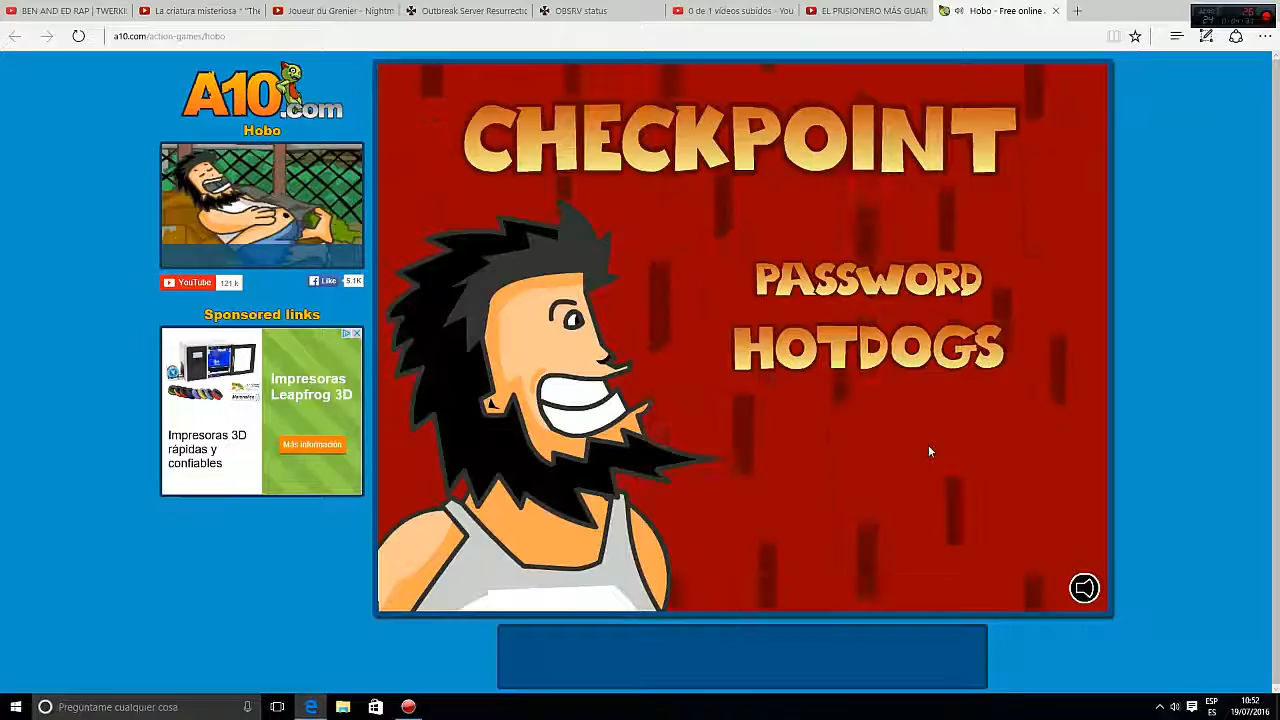 BEN AND ED RAP | TWERKI
La criatura misteriosa * "The
Joueur du Grenier - Nightm
Outbreak Server Resurrectic
OBSRV status
0 de 1 vídeos subidos - You
EL PRISIONERO MÁS GUAR
Hobo - Free online
a10.com/action-games/hobo
A10.com
Hobo
YouTube 121 k
Like 5.1K
Sponsored links
Impresoras
Leapfrog 3D
Impresoras 3D
rápidas y
confiables
Más información
CHECKPOINT
PASSWORD
HOTDOGS
Pregúntame cualquier cosa
ESP
ES
10:52
19/07/2016